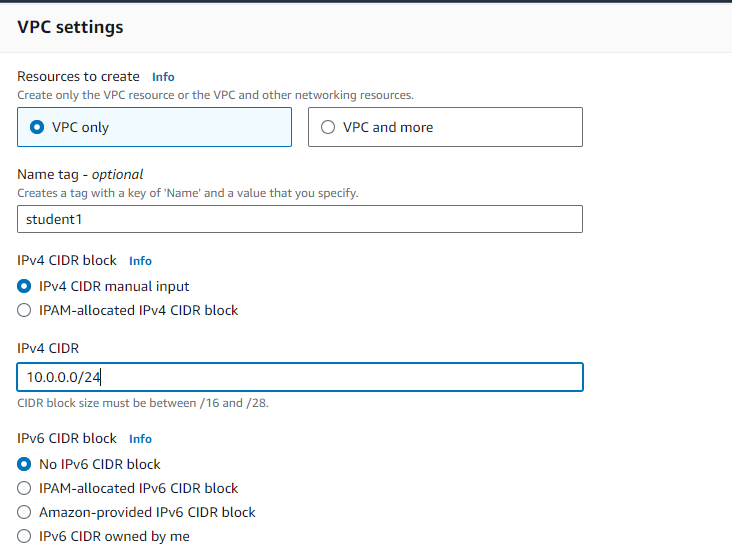 VPC settings
Resources to create Info
Create only the VPC resource or the VPC and other networking resources.
VPC only
VPC and more
Name tag - optional
Creates a tag with a key of 'Name' and a value that you specify.
student1
IPv4 CIDR block Info
IPv4 CIDR manual input
IPAM-allocated IPv4 CIDR block
IPv4 CIDR
10.0.0.0/24
CIDR block size must be between /16 and /28.
IPv6 CIDR block Info
No IPv6 CIDR block
IPAM-allocated IPv6 CIDR block
Amazon-provided IPv6 CIDR block
IPv6 CIDR owned by me